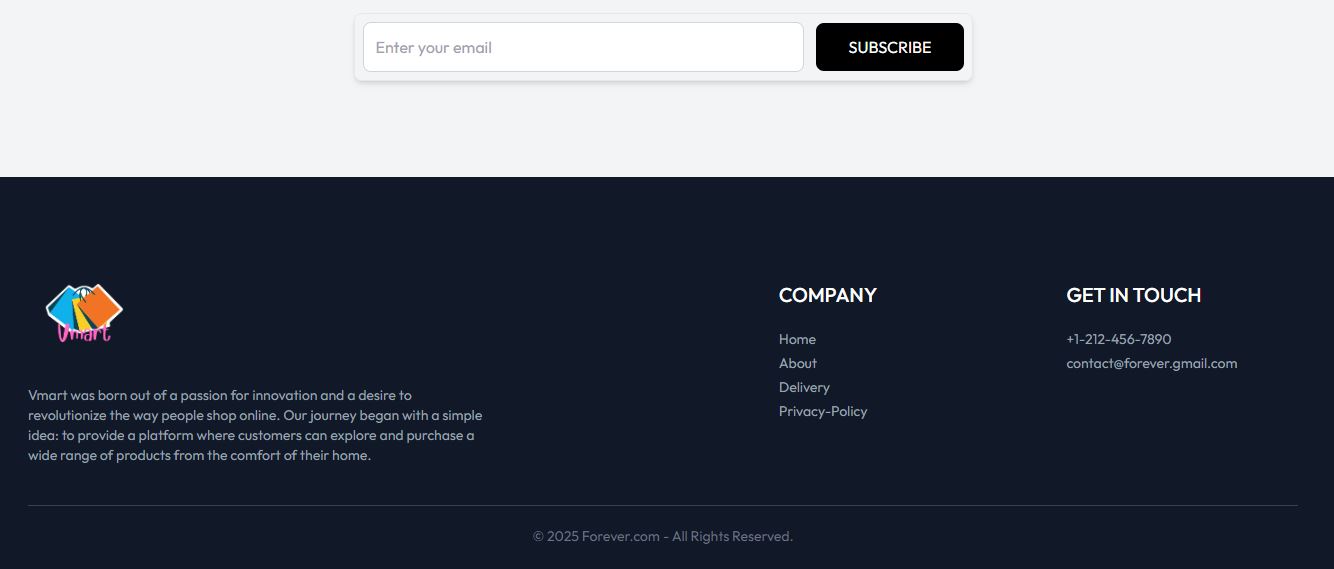 Enter your email
SUBSCRIBE
Vmart
Vmart was born out of a passion for innovation and a desire to
revolutionize the way people shop online. Our journey began with a simple
idea: to provide a platform where customers can explore and purchase a
wide range of products from the comfort of their home.
COMPANY
Home
About
Delivery
Privacy-Policy
GET IN TOUCH
+1-212-456-7890
contact@forever.gmail.com
© 2025 Forever.com - All Rights Reserved.